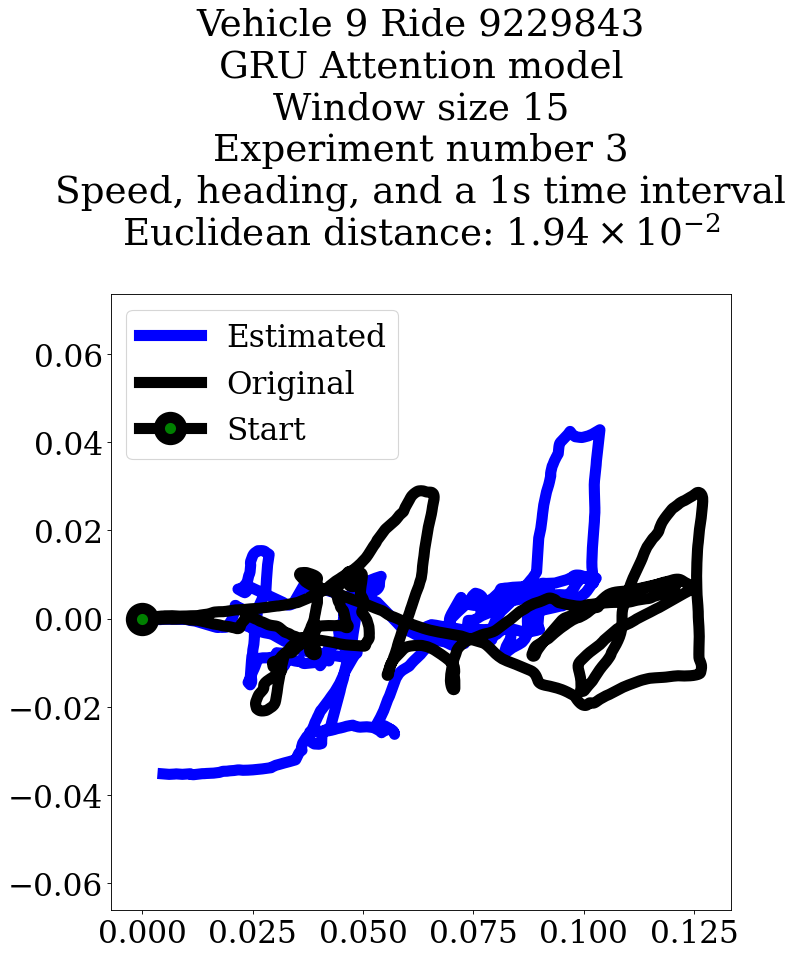 Vehicle 9 Ride 9229843
GRU Attention model
Window size 15
Experiment number 3
Speed, heading, and a 1s time interval
Euclidean distance: 1.94 × 10⁻²
Estimated
Original
Start
0.06
0.04
0.02
0.00
−0.02
−0.04
−0.06
0.000 0.025 0.050 0.075 0.100 0.125